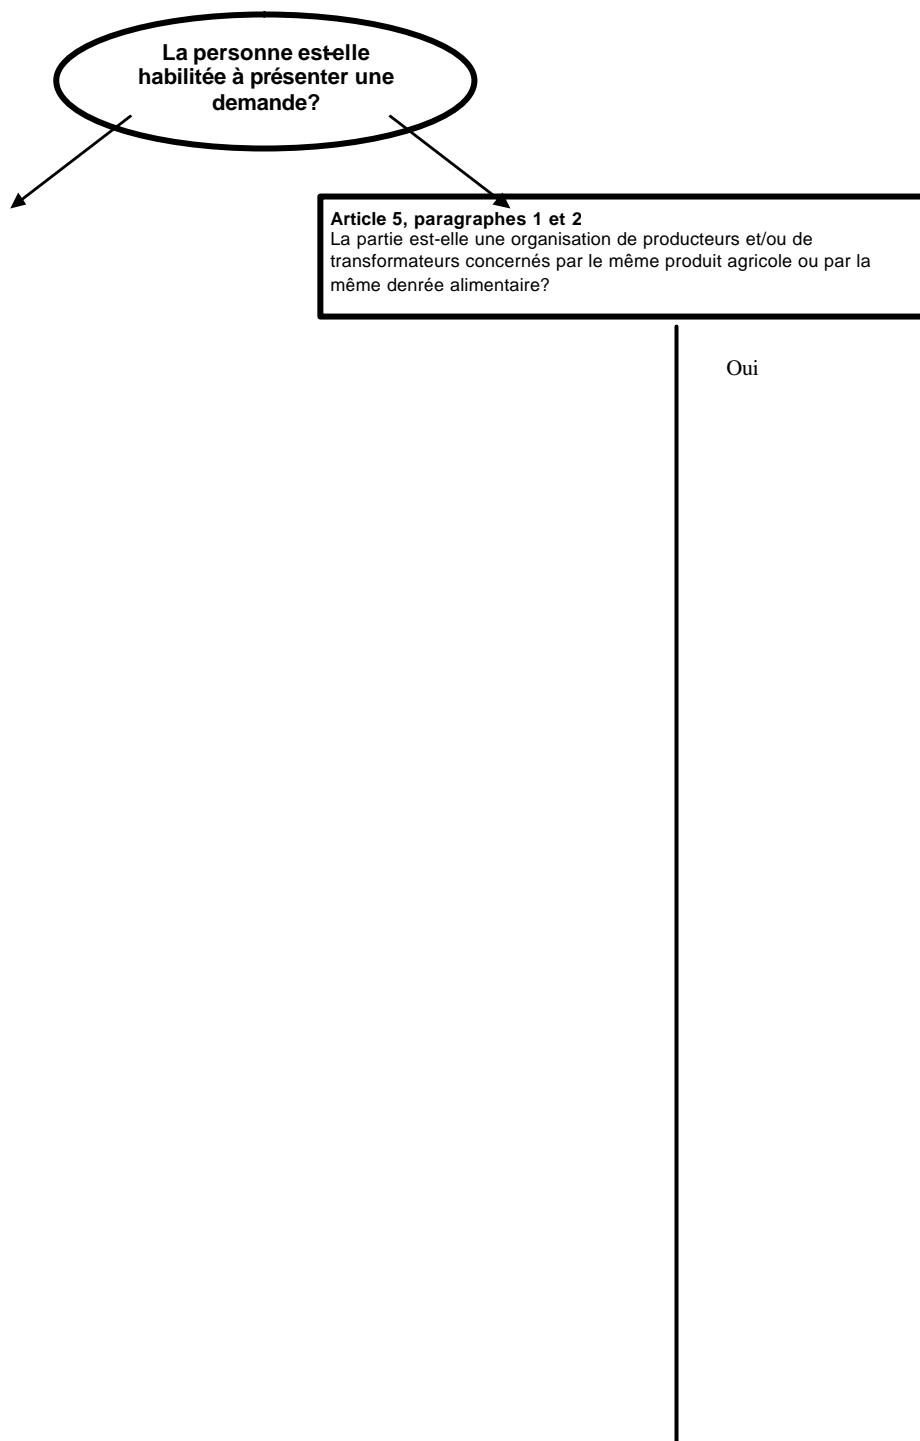 La personne est-elle
habilitée à présenter une
demande?
Article 5, paragraphes 1 et 2
La partie est-elle une organisation de producteurs et/ou de
transformateurs concernés par le même produit agricole ou par la
même denrée alimentaire?
Oui